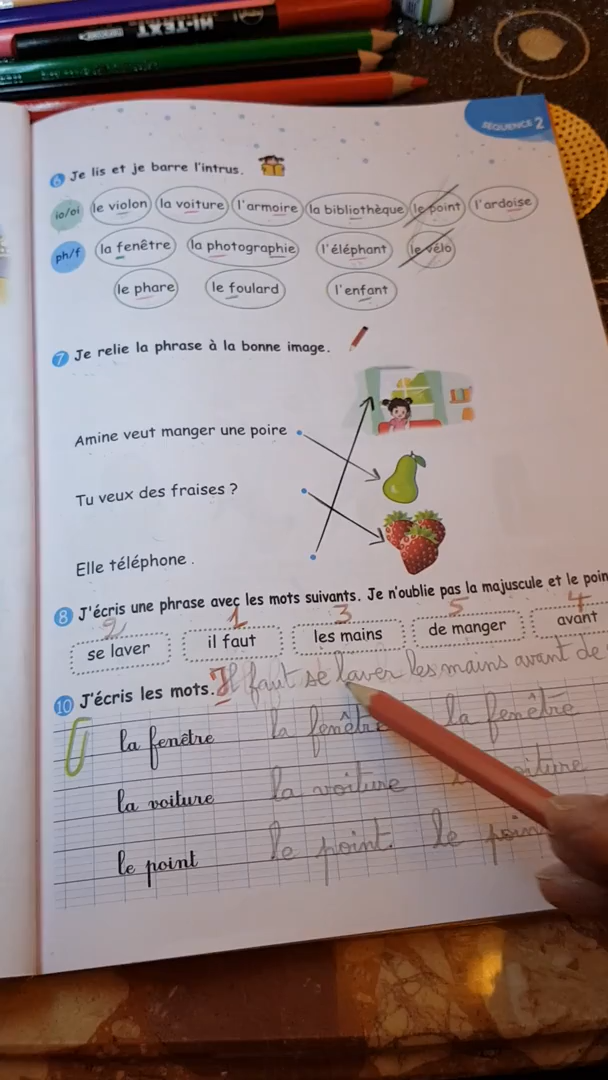 HI-TEXT
SEQUENCE 2
6 Je lis et je barre l'intrus.
io/oi le violon la voiture l'armoire la bibliothèque le point l'ardoise
ph/f la fenêtre la photographie l'éléphant le vélo
le phare le foulard l'enfant
7 Je relie la phrase à la bonne image.
Amine veut manger une poire
Tu veux des fraises ?
Elle téléphone .
8 J'écris une phrase avec les mots suivants. Je n'oublie pas la majuscule et le poin
2 1 3 5 4
se laver il faut les mains de manger avant
Il faut se laver les mains avant de
10 J'écris les mots.
la fenêtre la fenêtre la fenêtre
la voiture la voiture voiture
le point le point. le poin